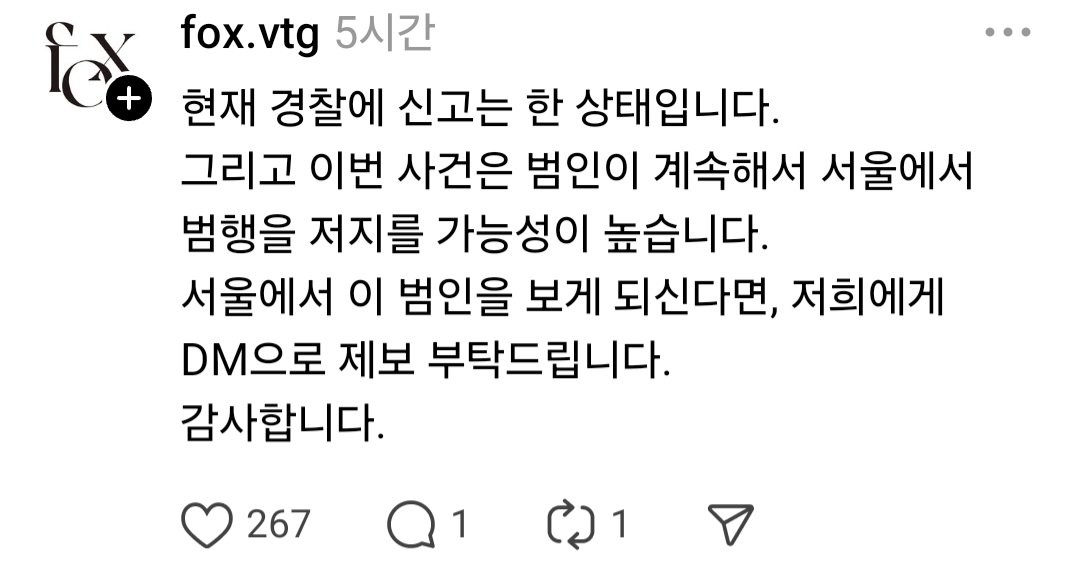 fox
fox.vtg 5시간
현재 경찰에 신고는 한 상태입니다.
그리고 이번 사건은 범인이 계속해서 서울에서
범행을 저지를 가능성이 높습니다.
서울에서 이 범인을 보게 되신다면, 저희에게
DM으로 제보 부탁드립니다.
감사합니다.
267 1 1